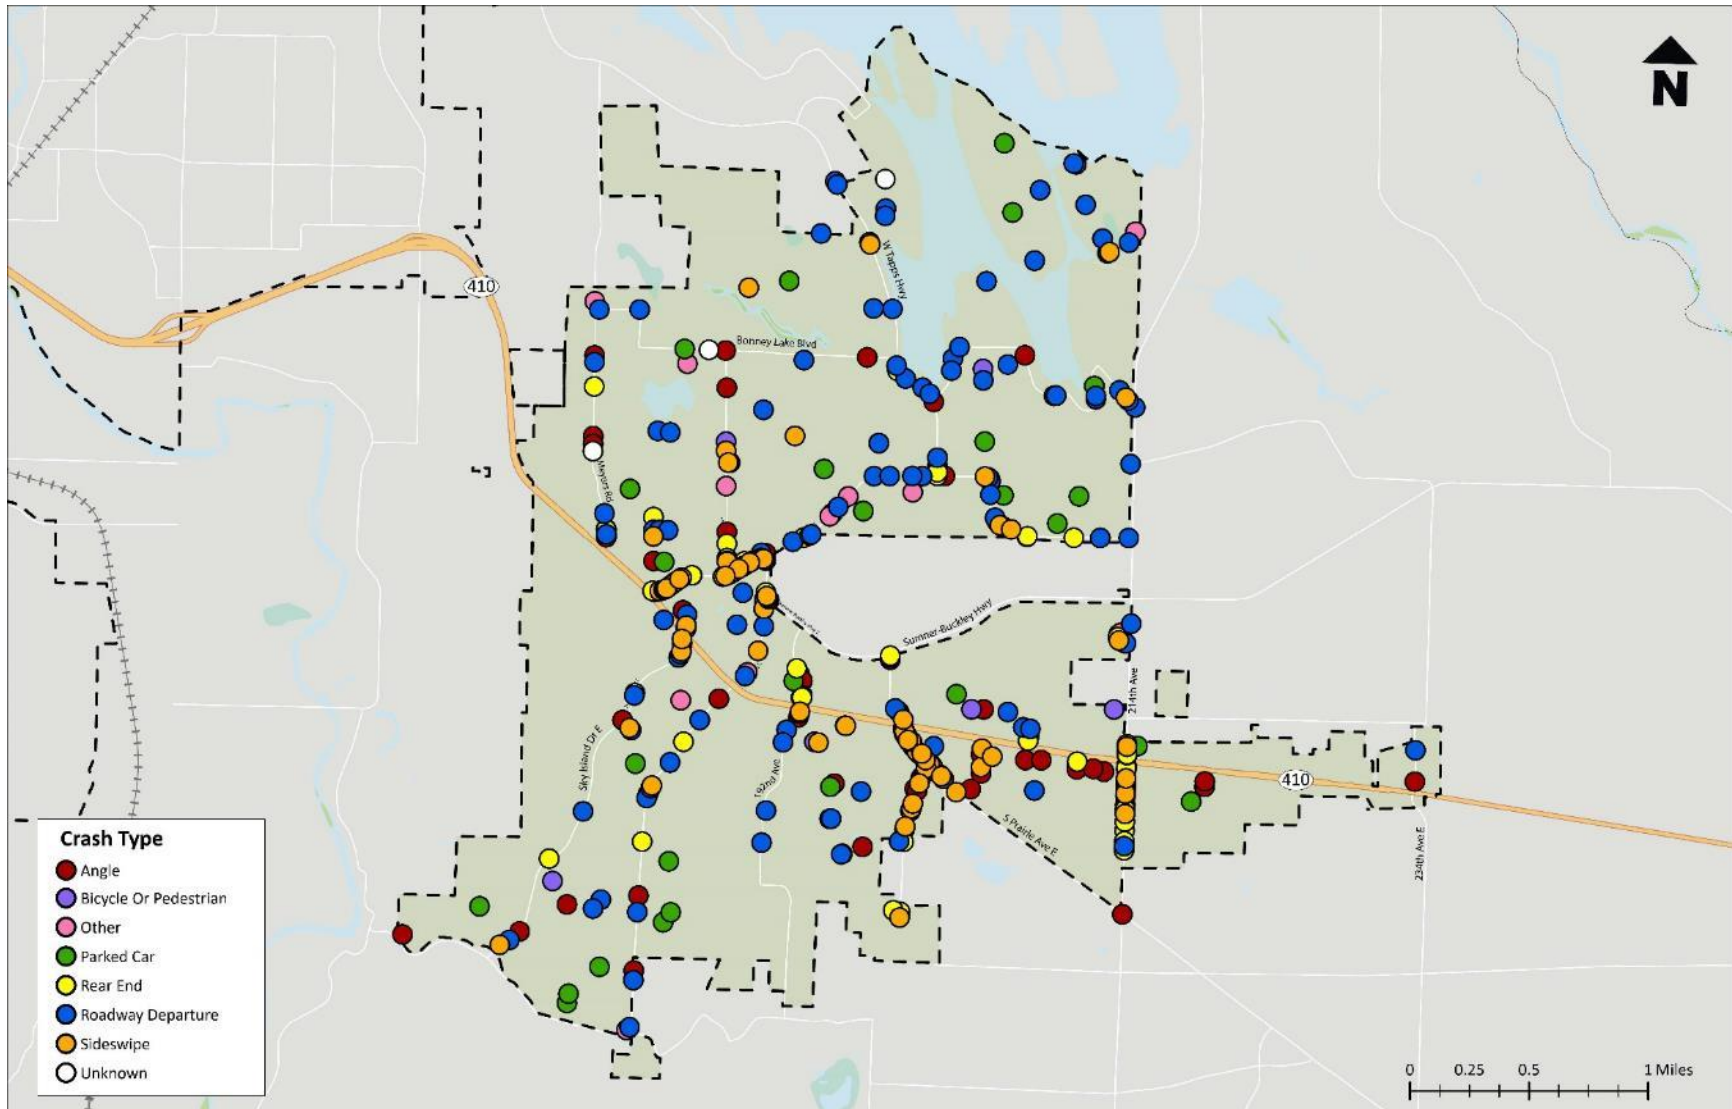 N
410
W Tapps Hwy
Bonney Lake Blvd
Myers Rd
Sumner-Buckley Hwy
214th Ave
Sky Island Dr E
192nd Ave
410
S Prairie Ave E
234th Ave E
Crash Type
Angle
Bicycle Or Pedestrian
Other
Parked Car
Rear End
Roadway Departure
Sideswipe
Unknown
0 0.25 0.5 1 Miles